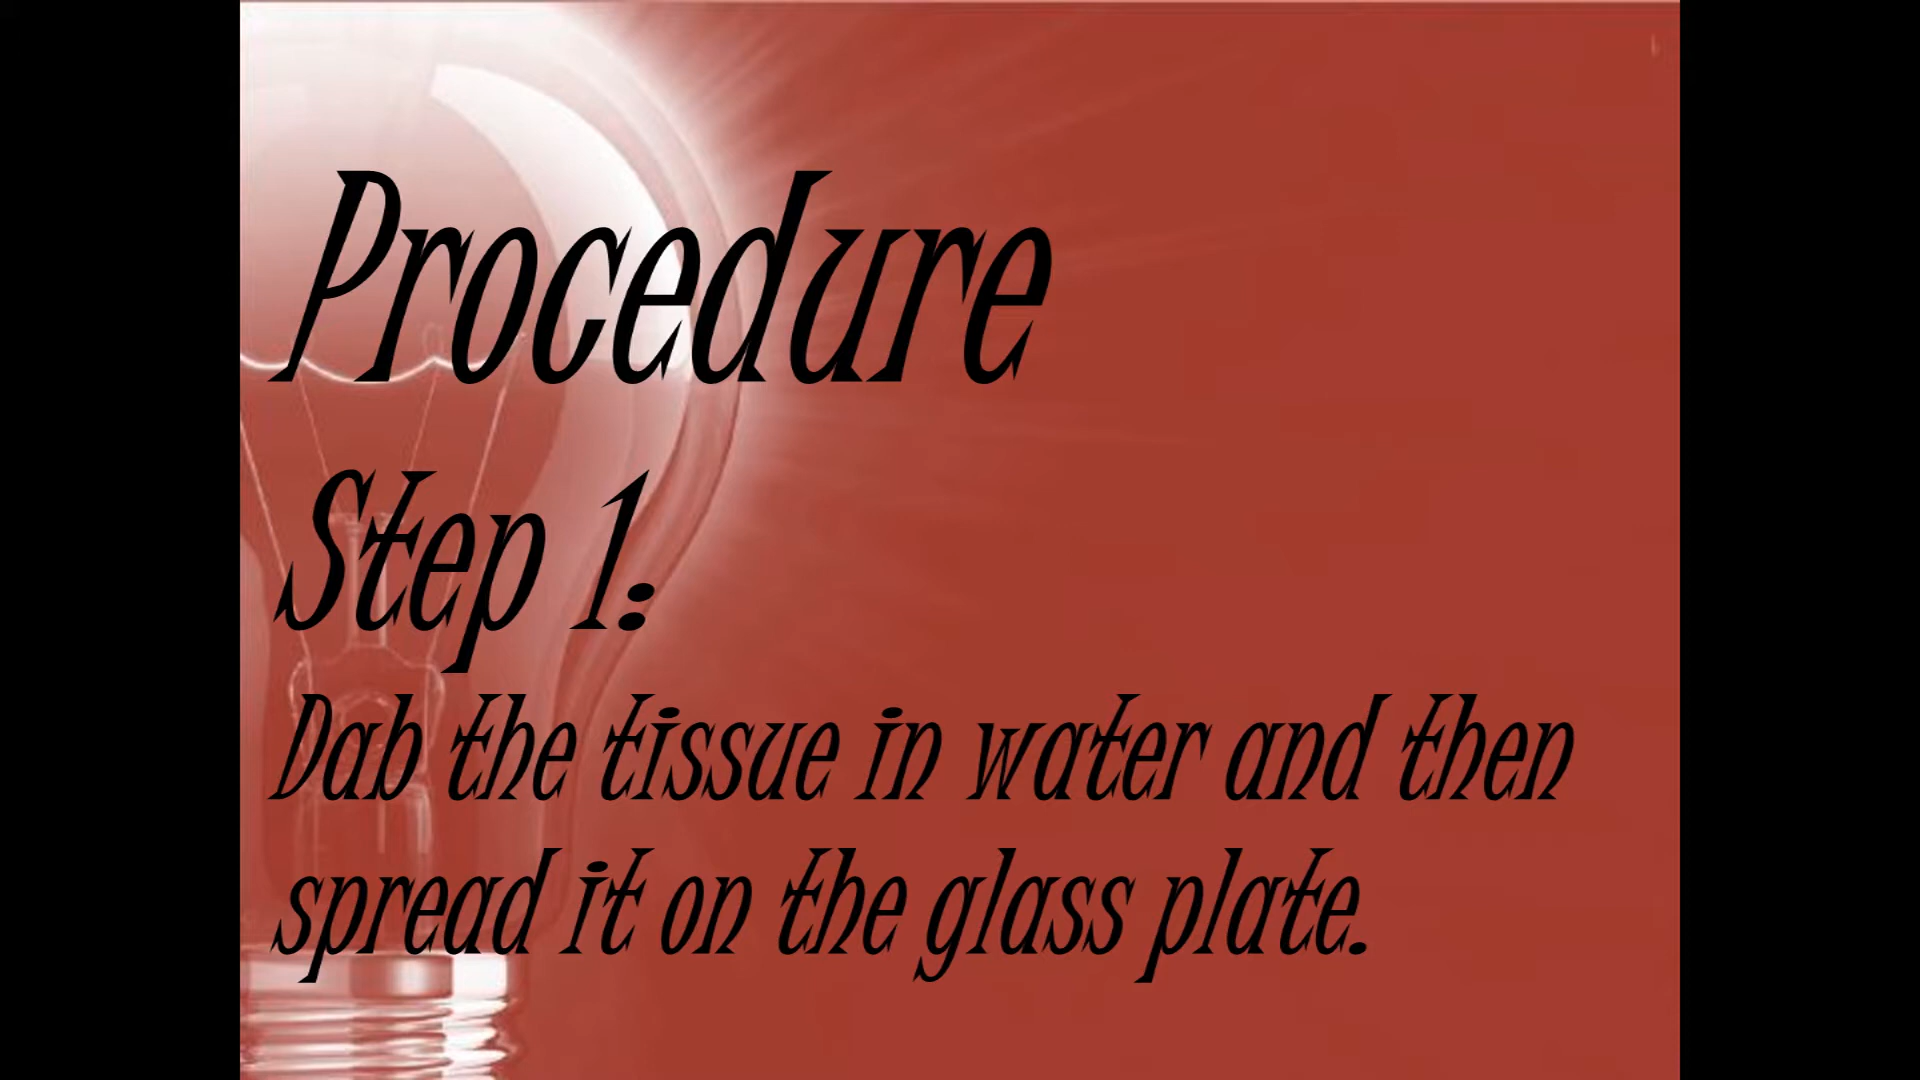 Procedure
Step 1:
Dab the tissue in water and then
spread it on the glass plate.